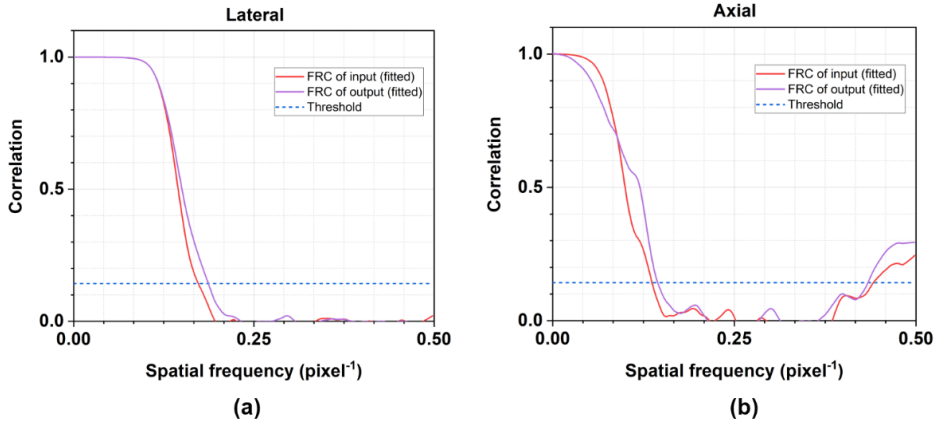 Lateral
1.0
0.5
0.0
0.00
0.25
0.50
Correlation
Spatial frequency (pixel-1)
FRC of input (fitted)
FRC of output (fitted)
Threshold
(a)
Axial
1.0
0.5
0.0
0.00
0.25
0.50
Correlation
Spatial frequency (pixel-1)
FRC of input (fitted)
FRC of output (fitted)
Threshold
(b)